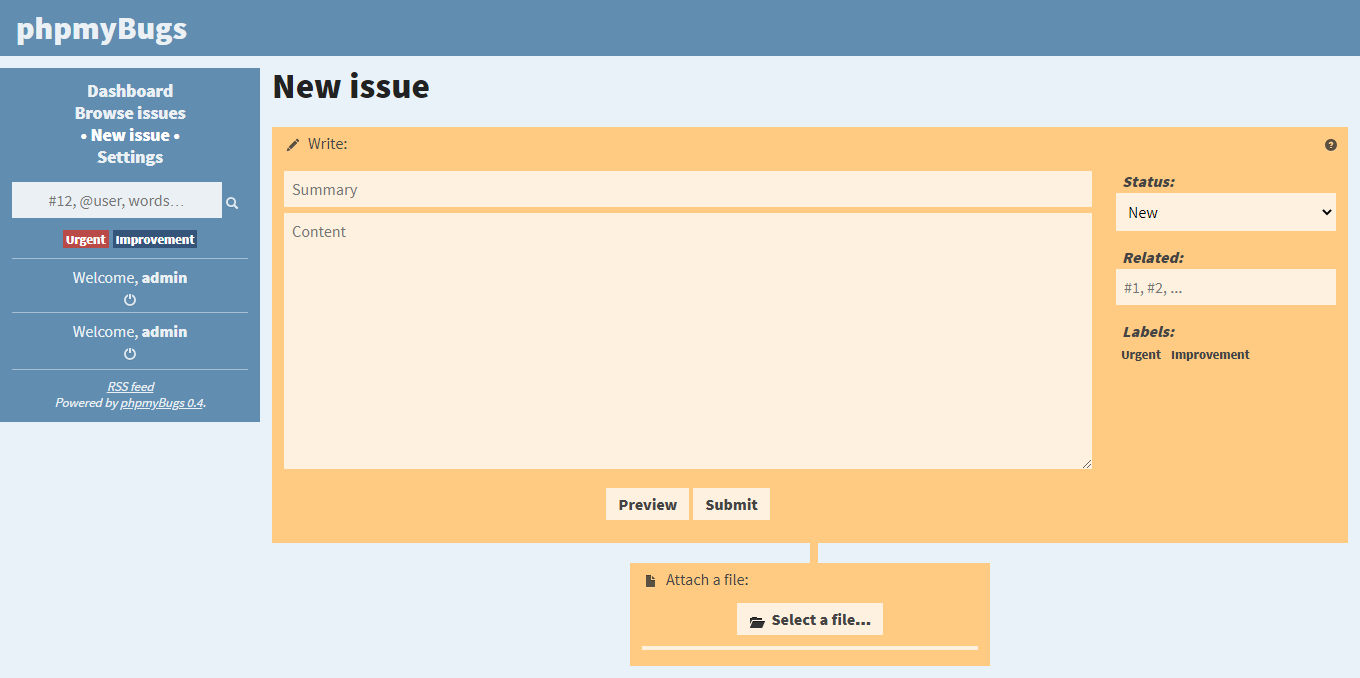 phpmyBugs
Dashboard
Browse issues
• New issue •
Settings
#12, @user, words…
Urgent Improvement
Welcome, admin
Welcome, admin
RSS feed
Powered by phpmyBugs 0.4.
New issue
Write:
?
Summary
Content
Status:
New
Related:
#1, #2, ...
Labels:
Urgent Improvement
Preview Submit
Attach a file:
Select a file...